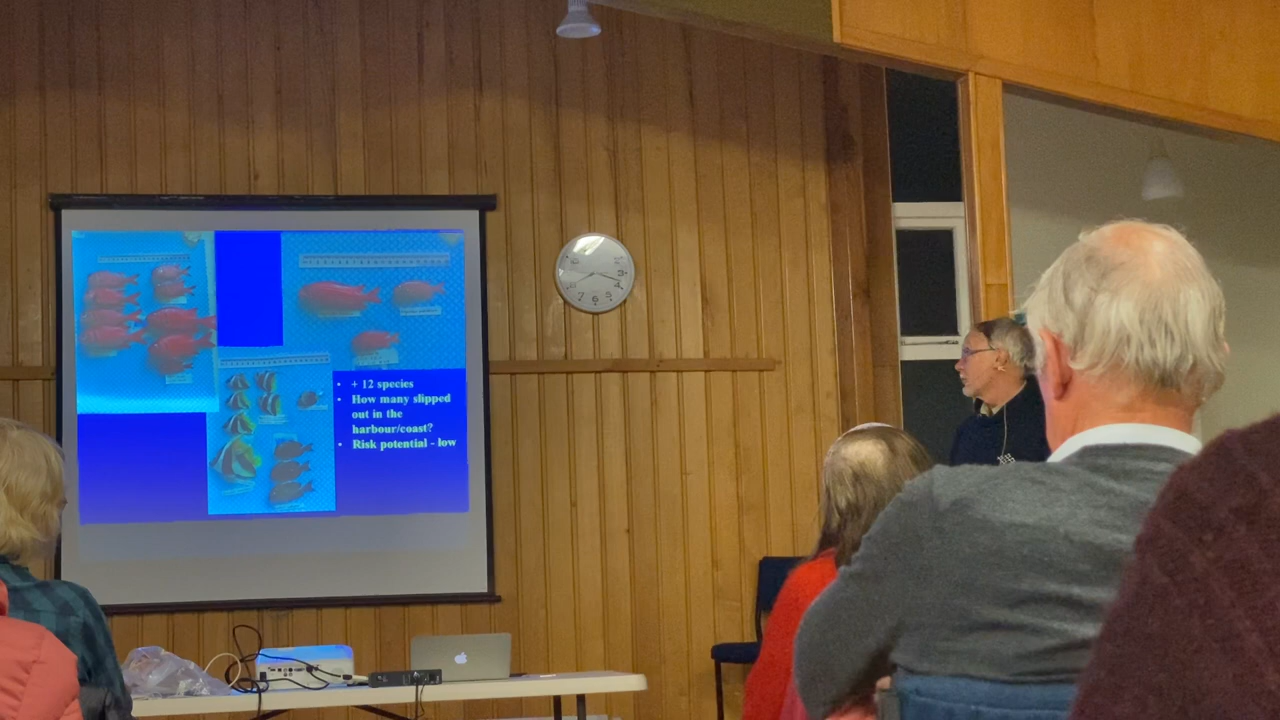 • + 12 species
• How many slipped
out in the
harbour/coast?
• Risk potential - low